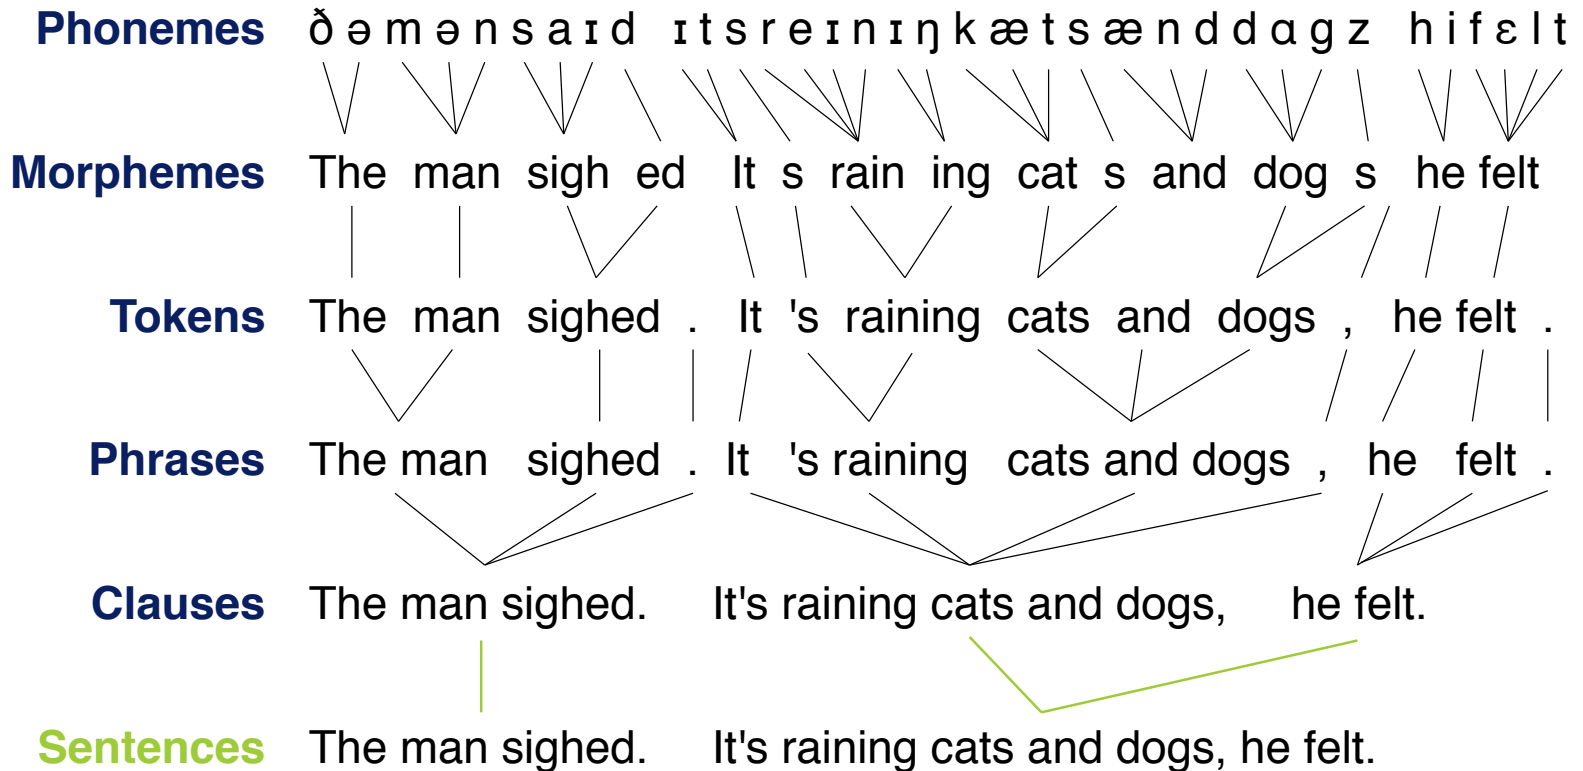 Phonemes ð ə m ə n s a ɪ d ɪ t s r e ɪ n ɪ ŋ k æ t s æ n d d ɑ g z h i f ɛ l t
Morphemes The man sigh ed It s rain ing cat s and dog s he felt
Tokens The man sighed . It 's raining cats and dogs , he felt .
Phrases The man sighed . It 's raining cats and dogs , he felt .
Clauses The man sighed. It's raining cats and dogs, he felt.
Sentences The man sighed. It's raining cats and dogs, he felt.